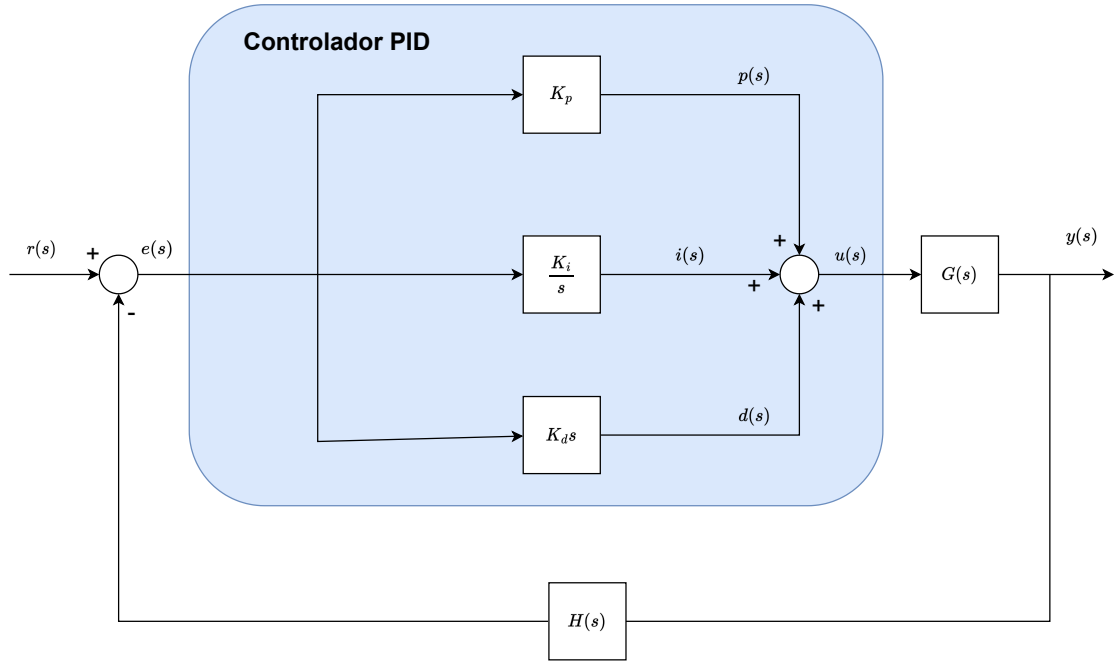 Controlador PID
K_p
p(s)
r(s)
+
e(s)
-
K_i
s
i(s)
+
+
+
u(s)
G(s)
y(s)
K_d s
d(s)
H(s)